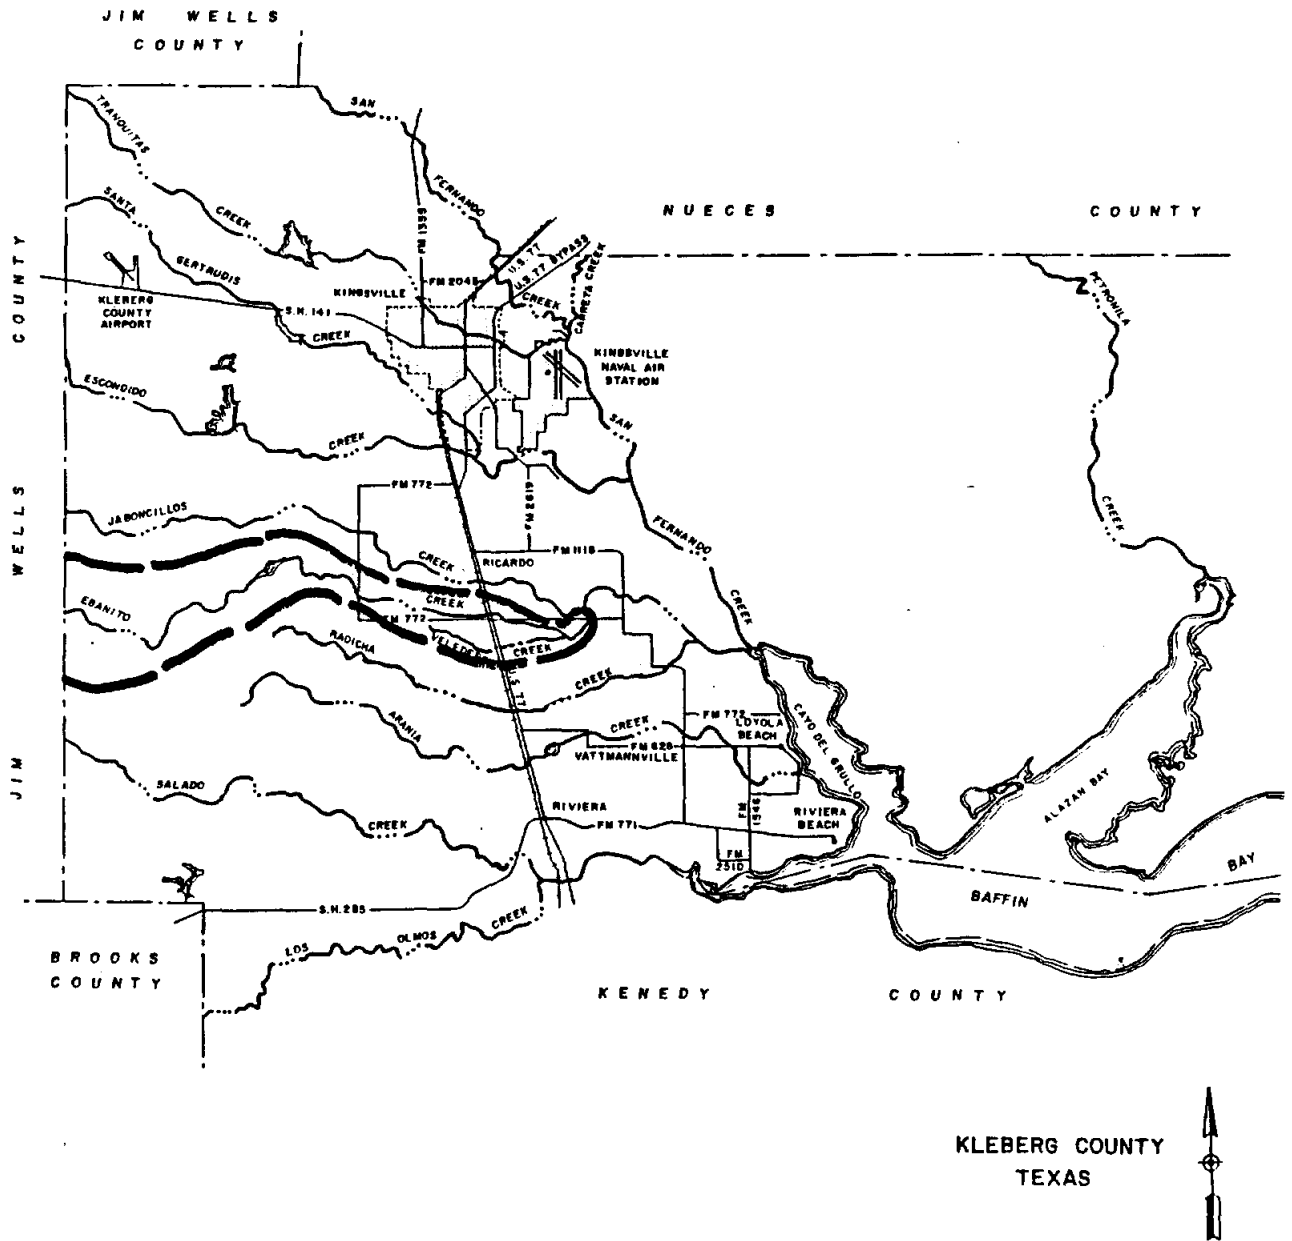 JIM WELLS
COUNTY
SAN
TRANQUITAS
CREEK
FERNANDO
CREEK
SANTA
GERTRUDIS
CREEK
NUECES COUNTY
FM 1355
U.S. 77
U.S. 77 BYPASS
CARRETA CREEK
FM 2045
KINGSVILLE
S.H. 141
KLEBERG
COUNTY
AIRPORT
PETRONILA
CREEK
KINGSVILLE
NAVAL AIR
STATION
ESCONDIDO
CREEK
SAN
FERNANDO
CREEK
JIM WELLS COUNTY
FM 772
FM 2619
JABONCILLOS
CREEK
FM 1118
RICARDO
EBANITO
CREEK
FM 772
RADICHA
CREEK
CREEK
U.S. 77
ARANIA
CREEK
FM 772
LOYOLA
BEACH
FM 628
VATTMANNVILLE
CAYO DEL GRULLO
SALADO
CREEK
RIVIERA
FM 771
FM
1546
RIVIERA
BEACH
ALAZAN BAY
FM
2510
BAFFIN BAY
S.H. 285
LOS OLMOS CREEK
BROOKS
COUNTY
KENEDY COUNTY
KLEBERG COUNTY
TEXAS